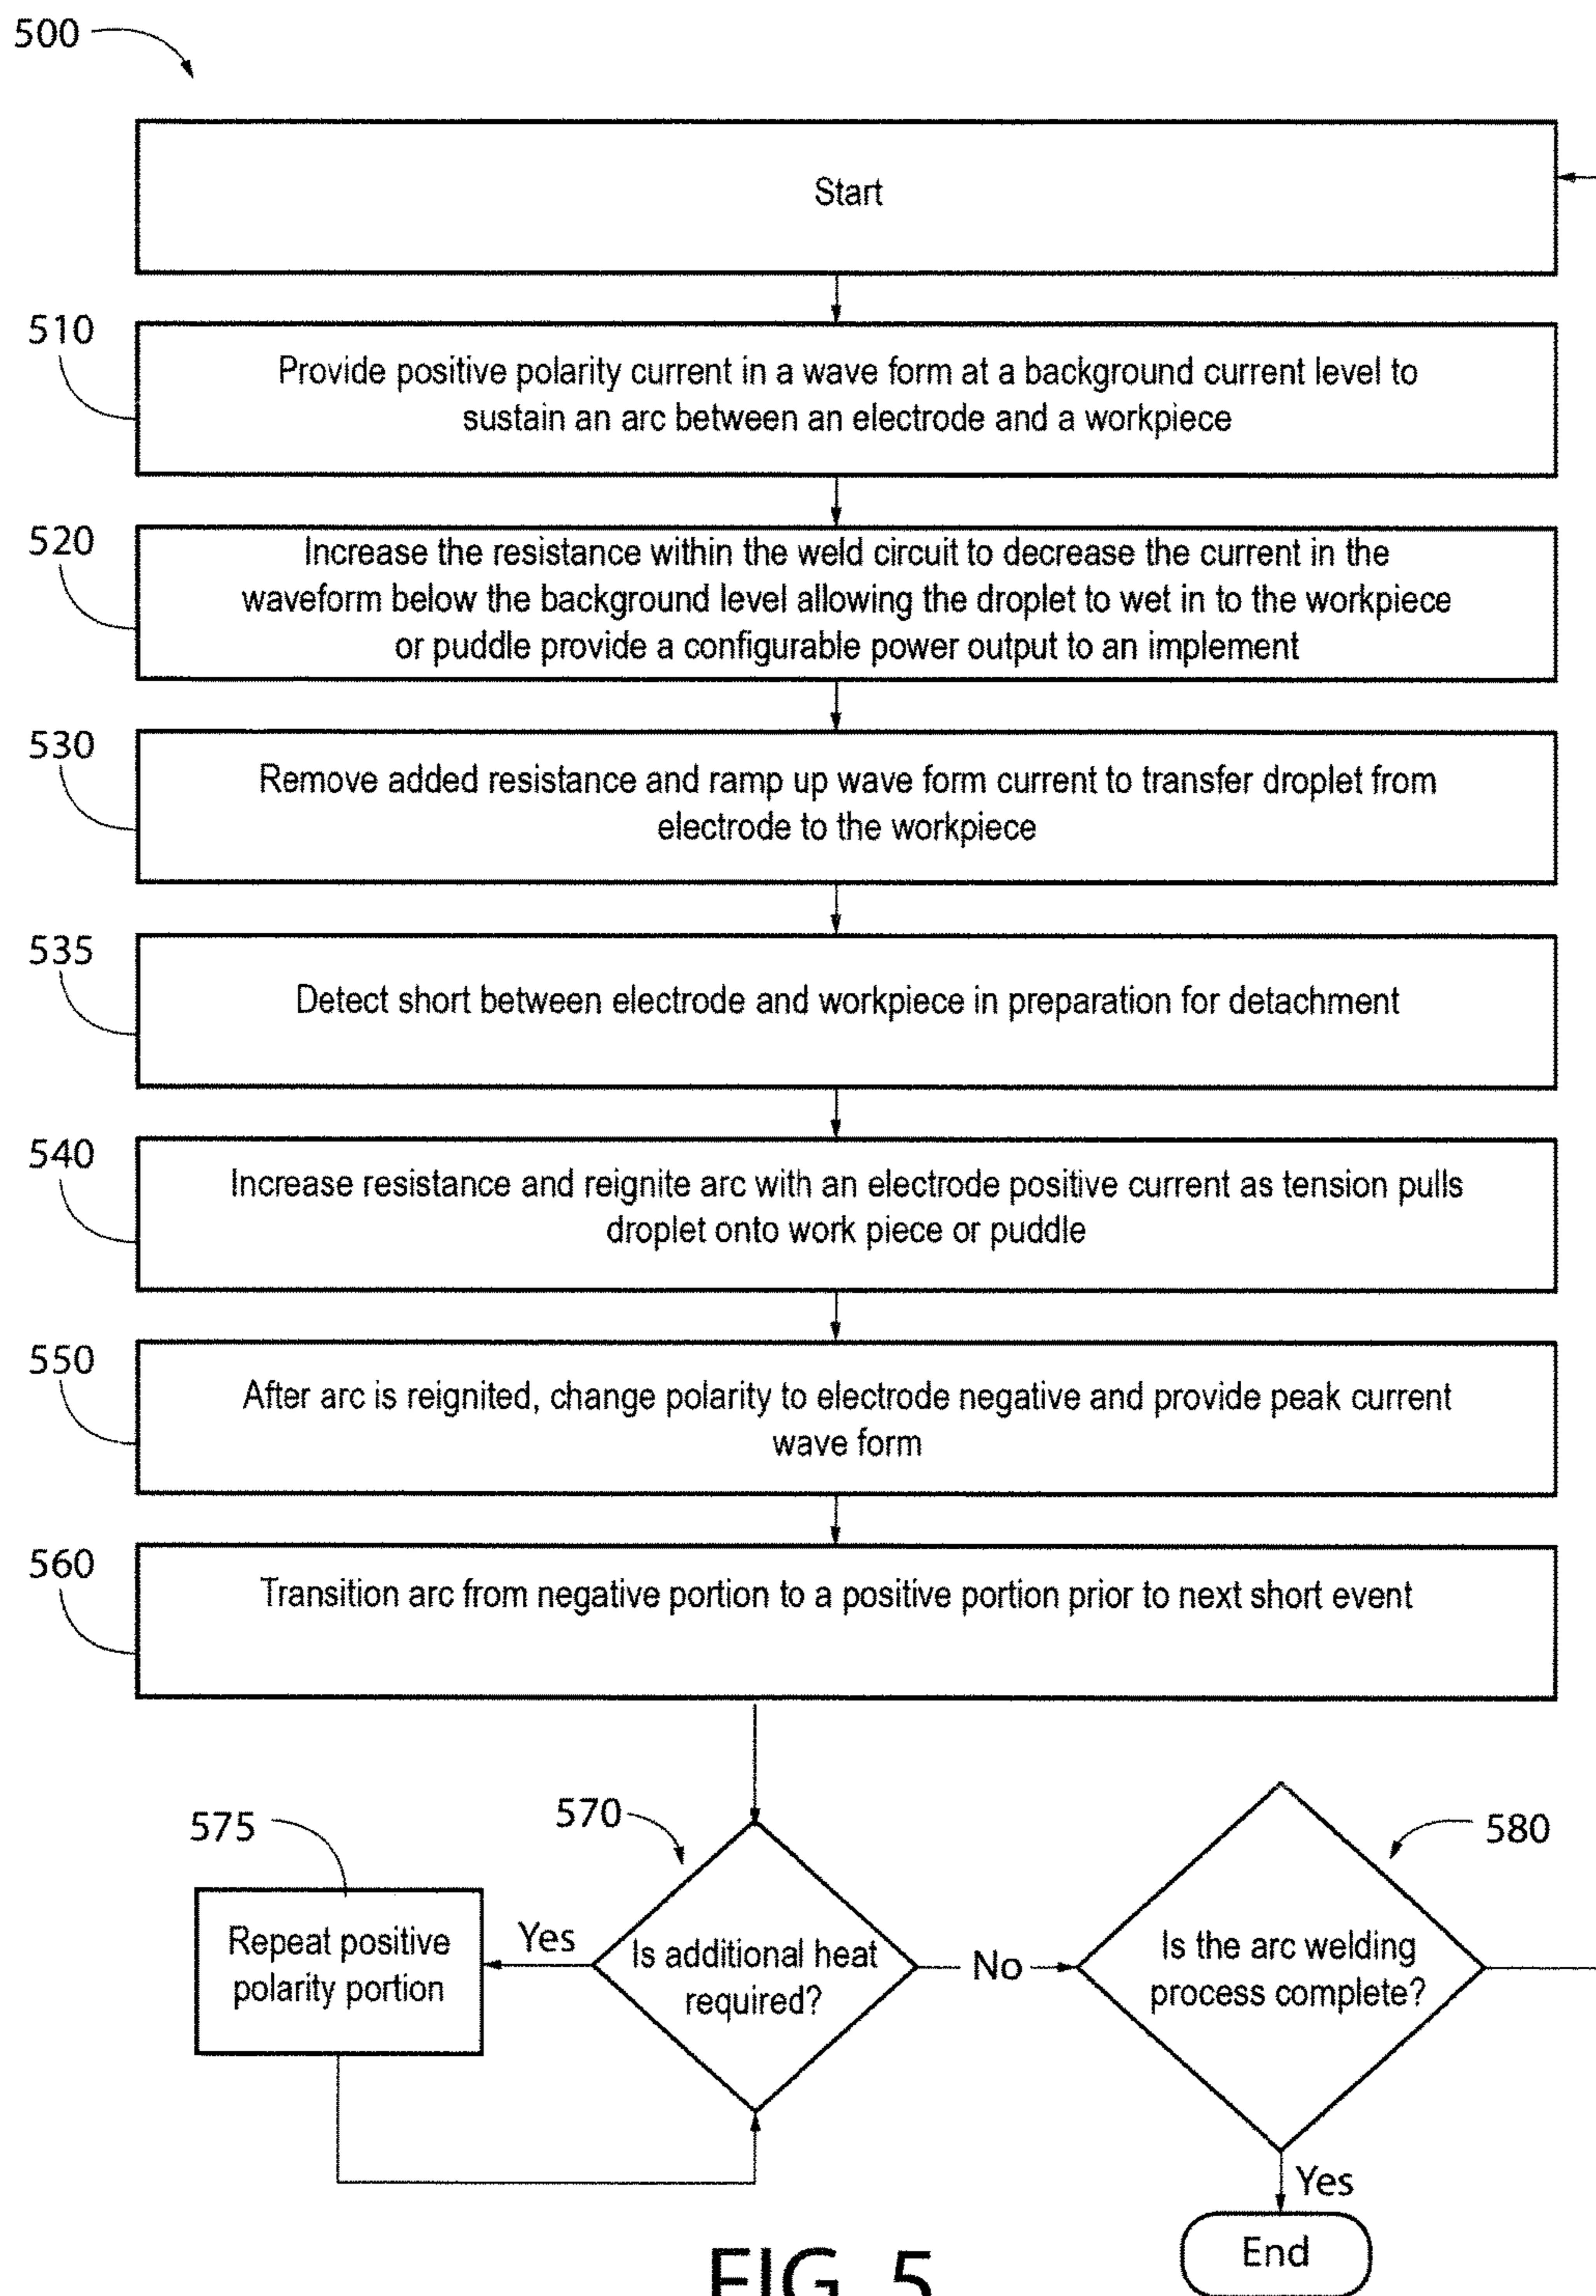 500
Start
510
Provide positive polarity current in a wave form at a background current level to
sustain an arc between an electrode and a workpiece
520
Increase the resistance within the weld circuit to decrease the current in the
waveform below the background level allowing the droplet to wet in to the workpiece
or puddle provide a configurable power output to an implement
530
Remove added resistance and ramp up wave form current to transfer droplet from
electrode to the workpiece
535
Detect short between electrode and workpiece in preparation for detachment
540
Increase resistance and reignite arc with an electrode positive current as tension pulls
droplet onto work piece or puddle
550
After arc is reignited, change polarity to electrode negative and provide peak current
wave form
560
Transition arc from negative portion to a positive portion prior to next short event
575
Repeat positive
polarity portion
Yes
570
Is additional heat
required?
No
580
Is the arc welding
process complete?
Yes
End
FIG. 5